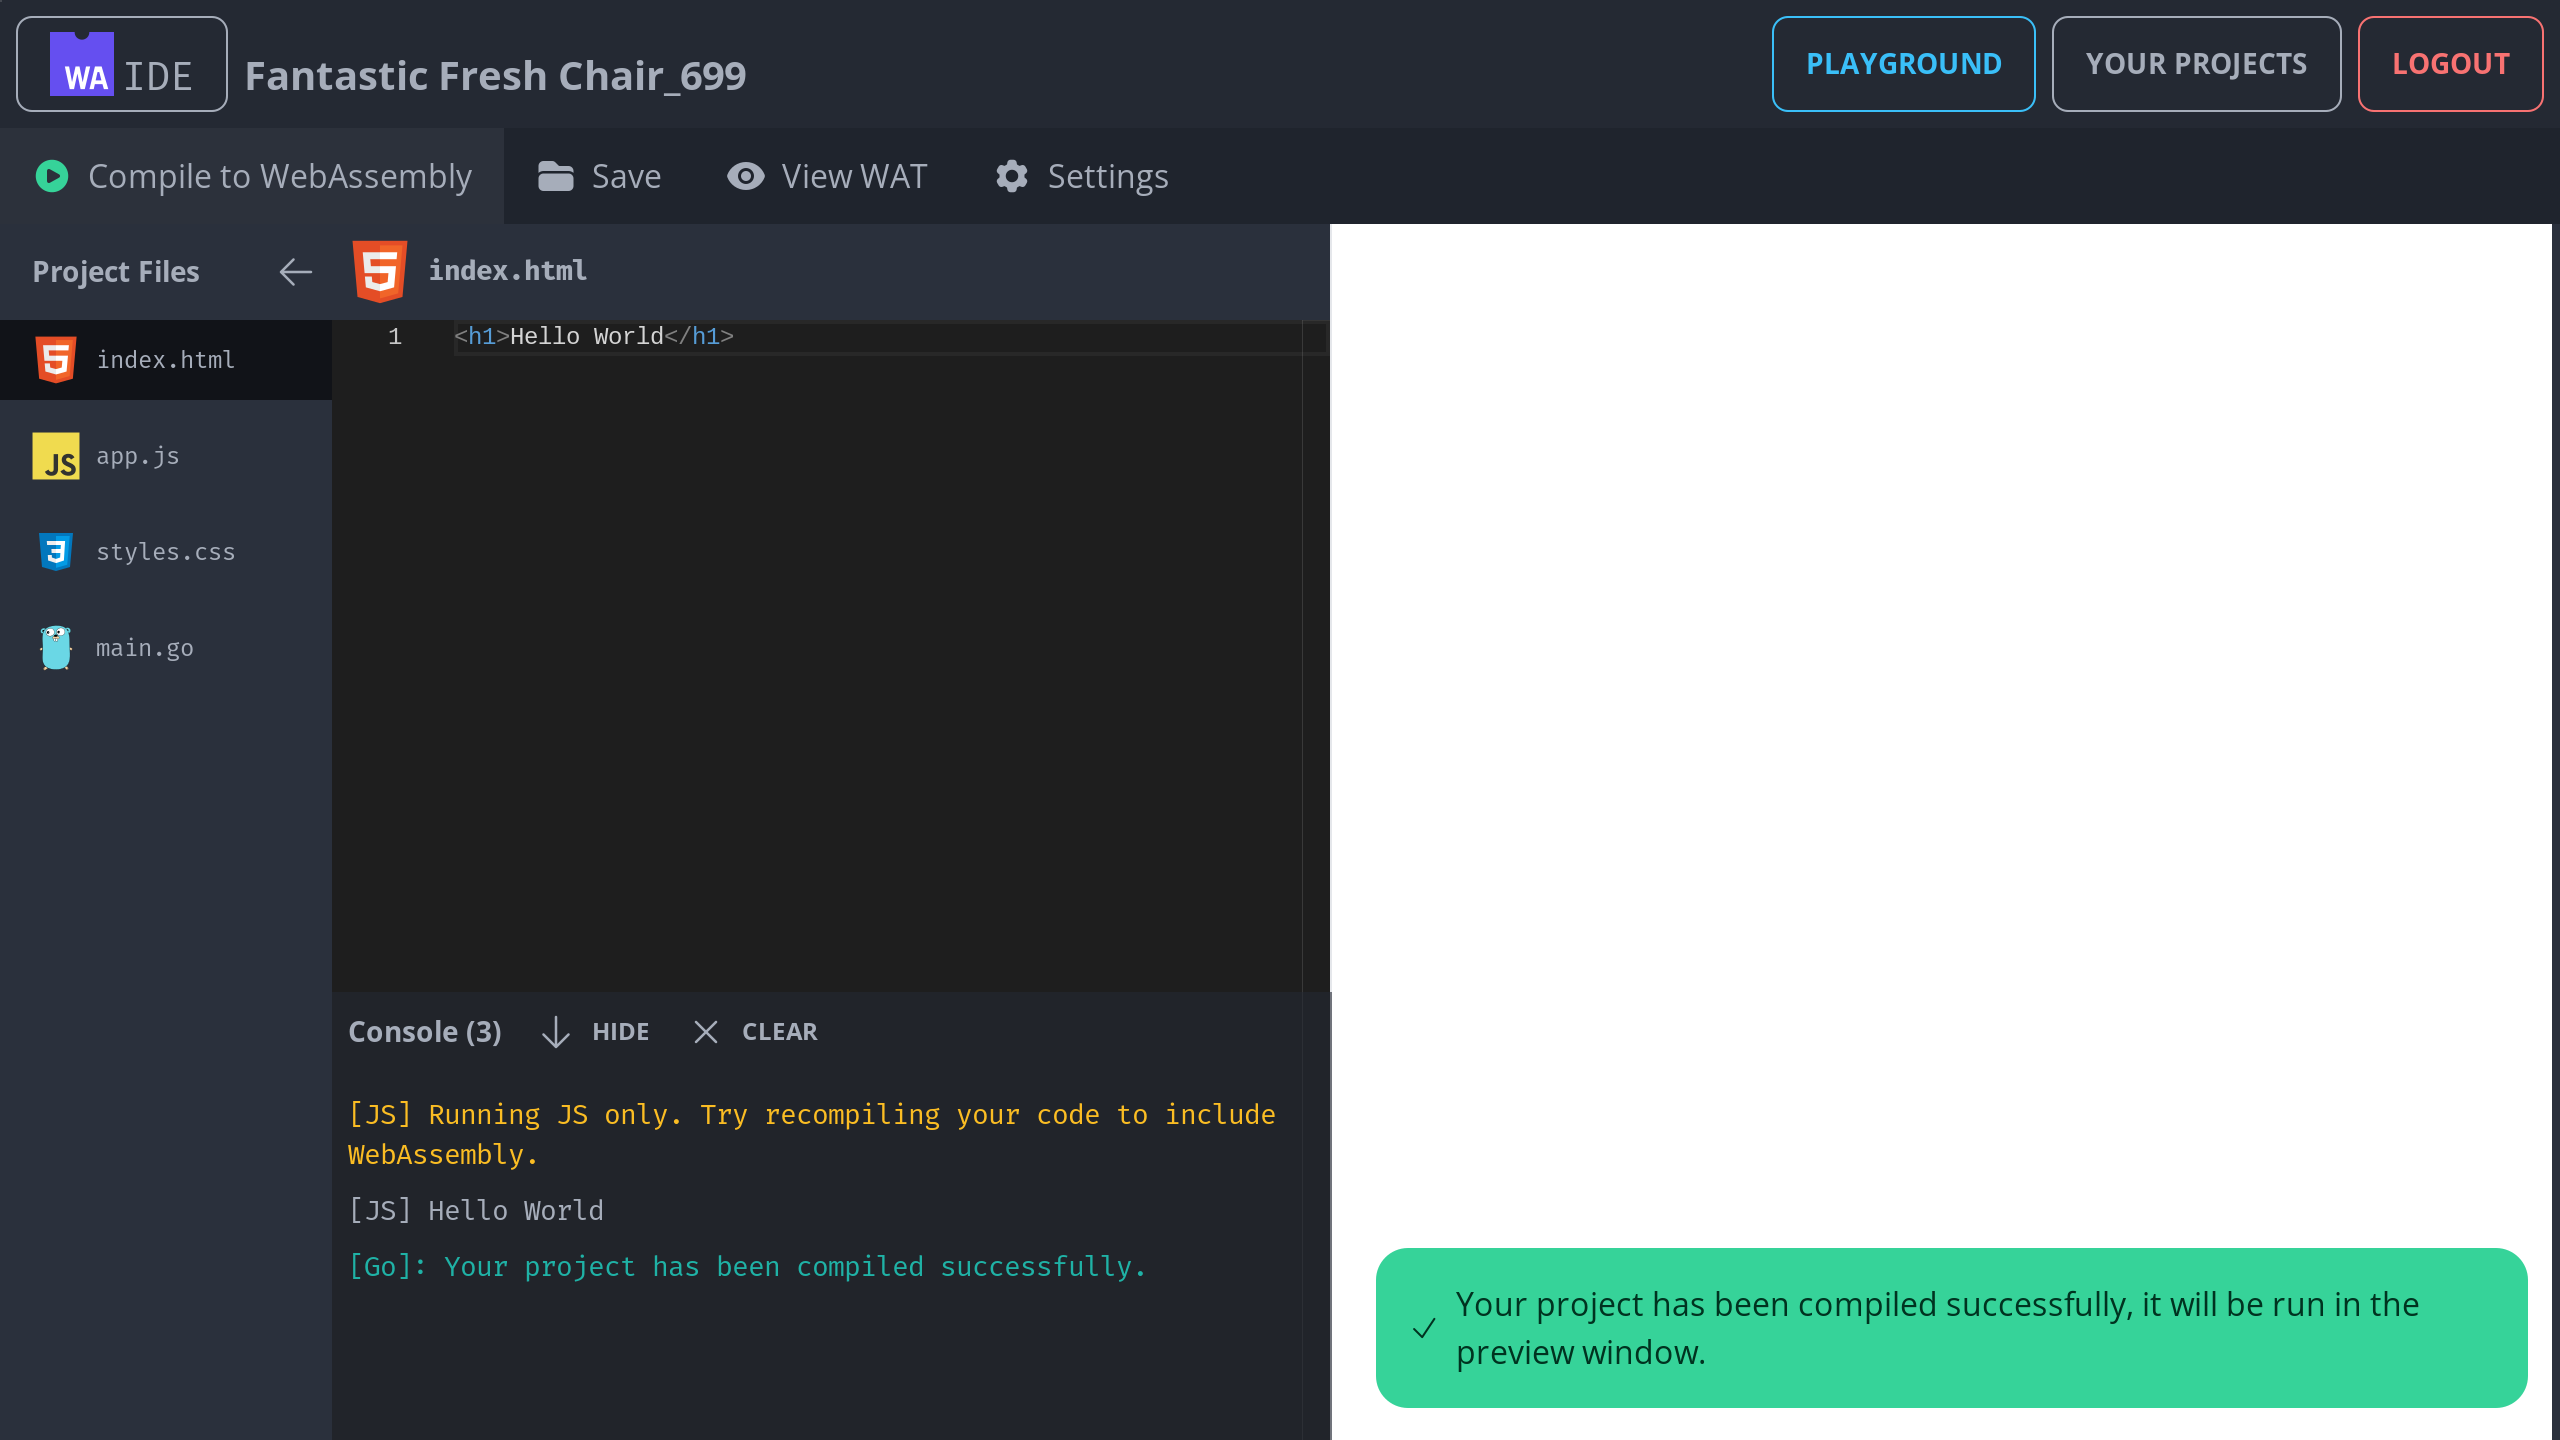 WA IDE Fantastic Fresh Chair_699 PLAYGROUND YOUR PROJECTS LOGOUT
Compile to WebAssembly Save View WAT Settings
Project Files index.html
index.html
JS app.js
styles.css
main.go
1 <h1>Hello World</h1>
Console (3) HIDE CLEAR
[JS] Running JS only. Try recompiling your code to include
WebAssembly.
[JS] Hello World
[Go]: Your project has been compiled successfully.
Your project has been compiled successfully, it will be run in the
preview window.